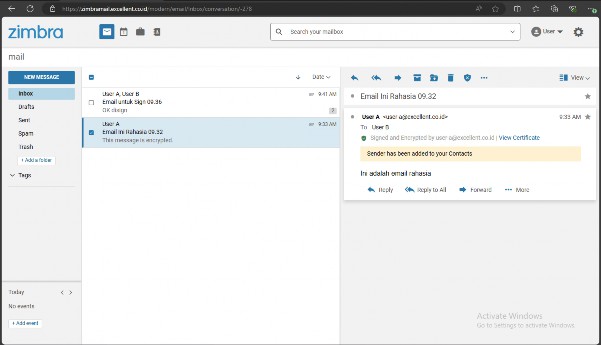 https://zimbramail.excellent.co.id/modern/email/Inbox/conversation/-278
zimbra
Search your mailbox
User
mail
NEW MESSAGE
Inbox
Drafts
Sent
Spam
Trash
+ Add a folder
Tags
Today
No events
+ Add event
Date
User A, User B
9:41 AM
Email untuk Sign 09.36
OK disign
2
User A
9:33 AM
Email Ini Rahasia 09.32
This message is encrypted.
View
Email Ini Rahasia 09.32
User A <user.a@excellent.co.id>
9:33 AM
To User B
Signed and Encrypted by user.a@excellent.co.id | View Certificate
Sender has been added to your Contacts
Ini adalah email rahasia
Reply
Reply to All
Forward
More
Activate Windows
Go to Settings to activate Windows.